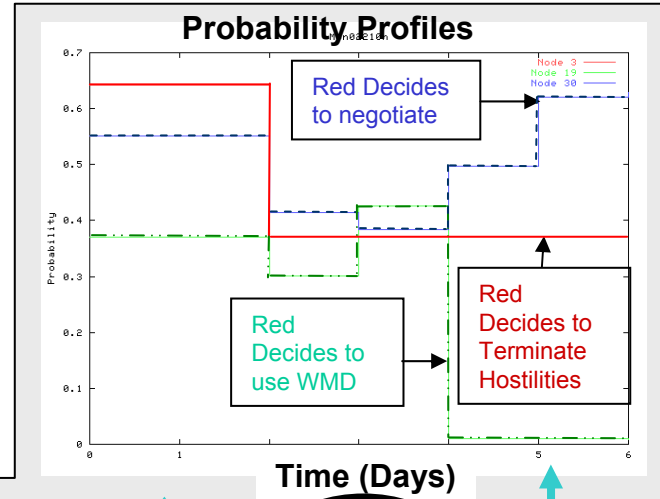 Probability Profiles
0.7
0.6
0.5
0.4
0.3
0.2
0.1
0
Probability
Node 3
Node 19
Node 30
Red Decides
to negotiate
Red
Decides to
use WMD
Red
Decides to
Terminate
Hostilities
0
1
5
6
Time (Days)